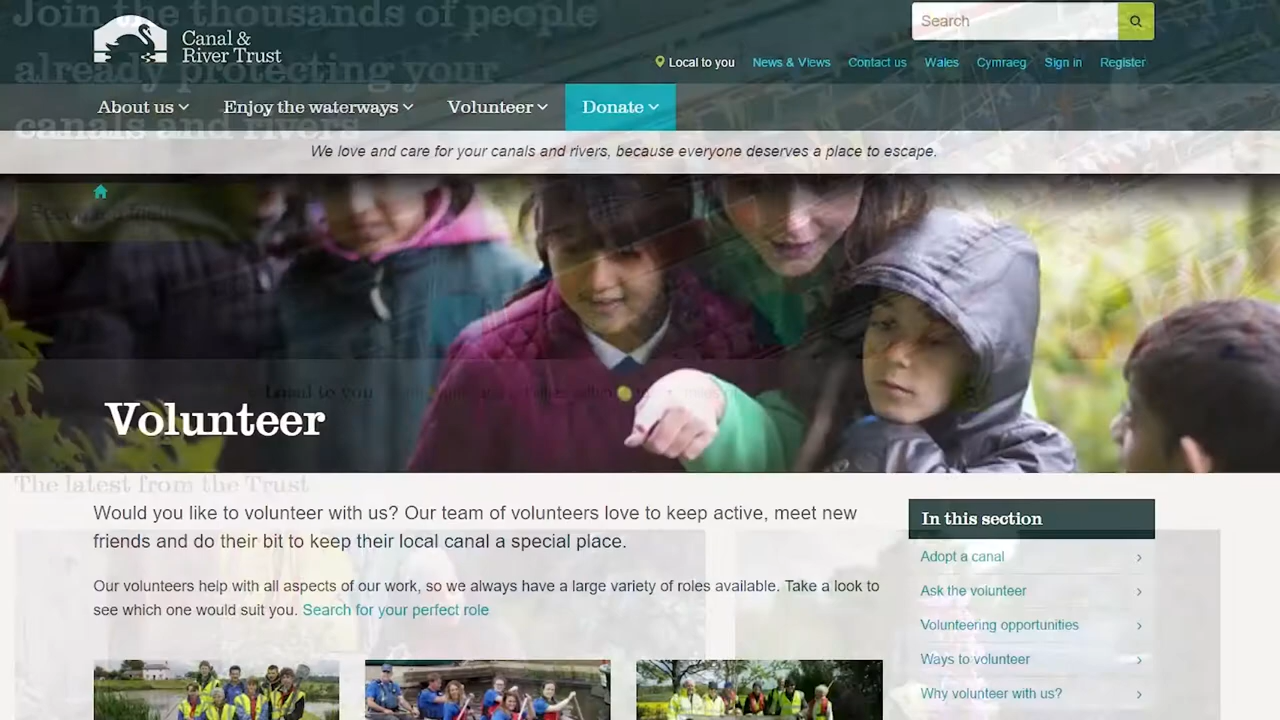 Join the thousands of people
already protecting your
canals and rivers
Canal &
River Trust
Search
Local to you
News & Views
Contact us
Wales
Cymraeg
Sign in
Register
About us
Enjoy the waterways
Volunteer
Donate
We love and care for your canals and rivers, because everyone deserves a place to escape.
Local to you
Volunteer
The latest from the Trust
Would you like to volunteer with us? Our team of volunteers love to keep active, meet new
friends and do their bit to keep their local canal a special place.
Our volunteers help with all aspects of our work, so we always have a large variety of roles available. Take a look to
see which one would suit you. Search for your perfect role
In this section
Adopt a canal
Ask the volunteer
Volunteering opportunities
Ways to volunteer
Why volunteer with us?